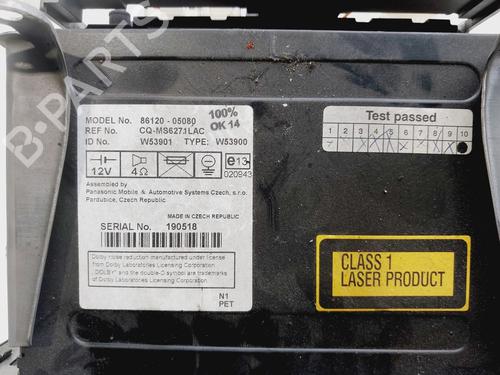 MODEL No. 86120 - 05080
REF No. CQ-MS6271LAC
ID No. W53901 TYPE: W53900
100%
OK 14
12V 4Ω e13
020943
Assembled by
Panasonic Mobile & Automotive Systems Czech, s.r.o.
Pardubice, Czech Republic
MADE IN CZECH REPUBLIC
SERIAL No. 190518
Dolby noise reduction manufactured under license
from Dolby Laboratories Licensing Corporation.
"DOLBY" and the double-D symbol are trademarks
of Dolby Laboratories Licensing Corporation.
N1
PET
Test passed
1 2 3 4 5 6 7 8 9 10
CLASS 1
LASER PRODUCT
B-PARTS